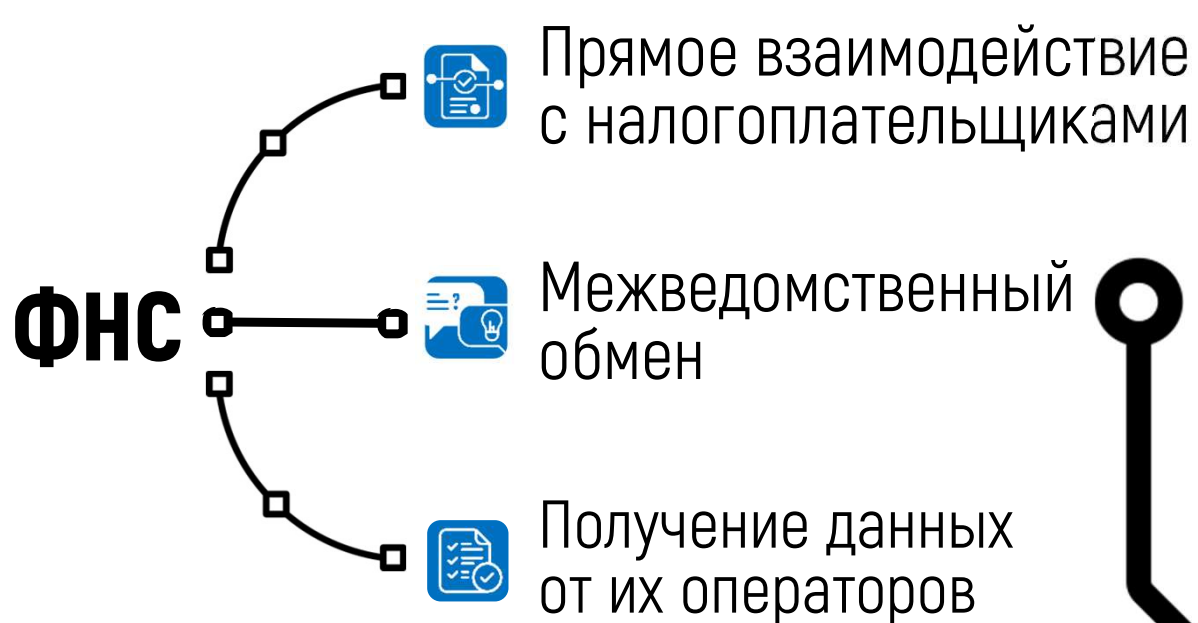 Прямое взаимодействие
с налогоплательщиками
ФНС
Межведомственный
обмен
?
Получение данных
от их операторов